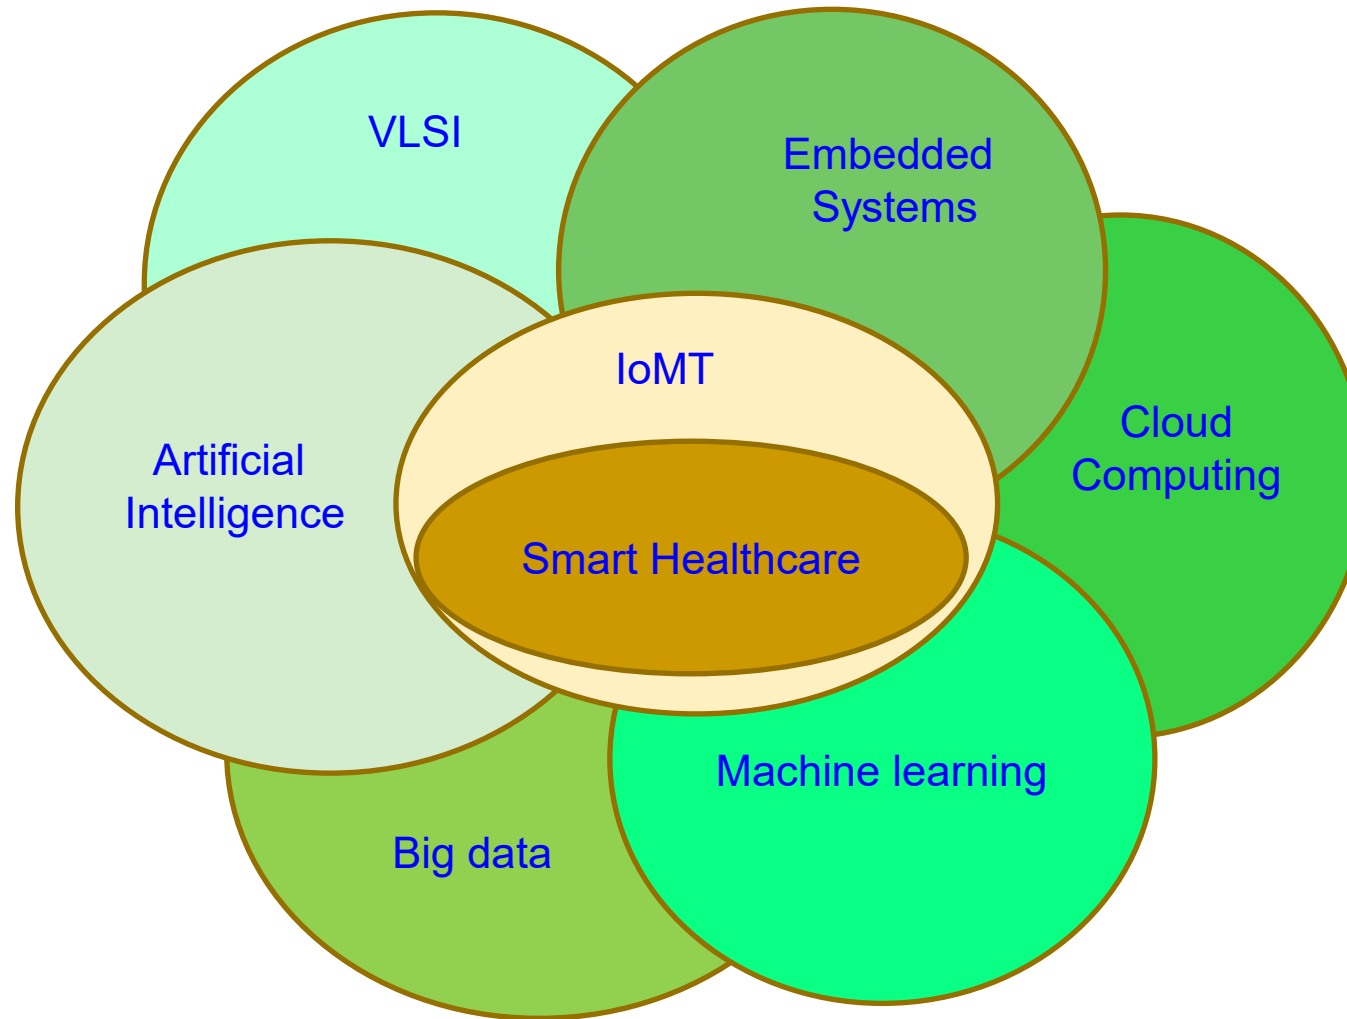 VLSI
Embedded
Systems
IoMT
Cloud
Computing
Artificial
Intelligence
Smart Healthcare
Machine learning
Big data